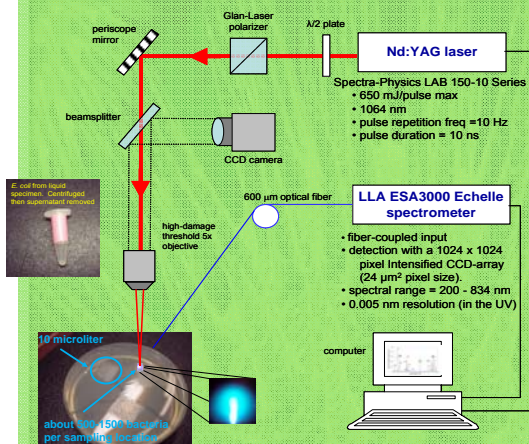 Glan-Laser
polarizer
λ/2 plate
periscope
mirror
Nd:YAG laser
Spectra-Physics LAB 150-10 Series
• 650 mJ/pulse max
• 1064 nm
• pulse repetition freq =10 Hz
• pulse duration = 10 ns
beamsplitter
CCD camera
E. coli from liquid
specimen. Centrifuged
then supernatant removed
600 μm optical fiber
LLA ESA3000 Echelle
spectrometer
high-damage
threshold 5x
objective
• fiber-coupled input
• detection with a 1024 x 1024
pixel Intensified CCD-array
(24 μm² pixel size).
• spectral range = 200 - 834 nm
• 0.005 nm resolution (in the UV)
10 microliter
computer
about 500-1500 bacteria
per sampling location